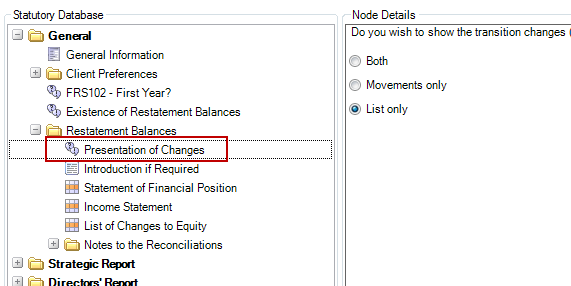 Statutory Database
General
General Information
Client Preferences
FRS102 - First Year?
Existence of Restatement Balances
Restatement Balances
Presentation of Changes
Introduction if Required
Statement of Financial Position
Income Statement
List of Changes to Equity
Notes to the Reconciliations
Strategic Report
Directors' Report
Node Details
Do you wish to show the transition changes (
Both
Movements only
List only